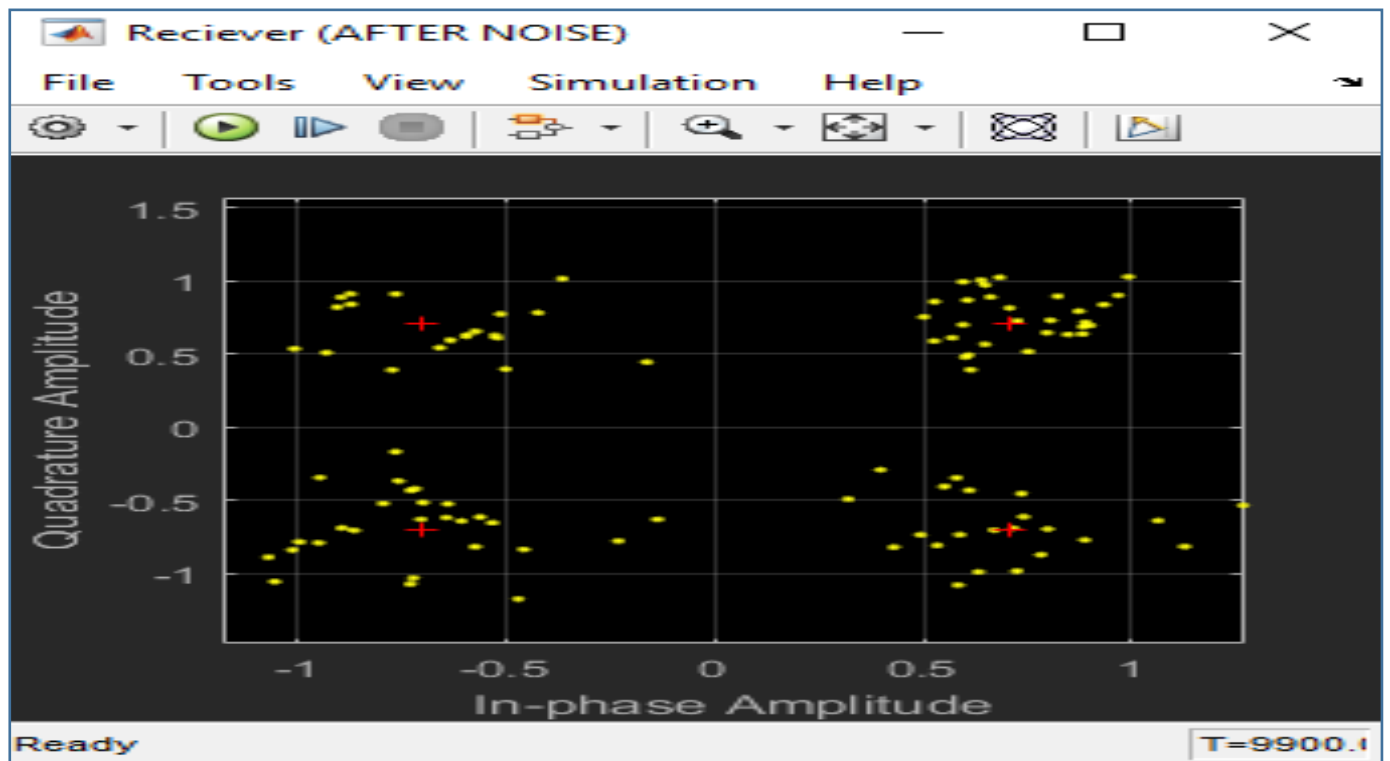 Reciever (AFTER NOISE)
File Tools View Simulation Help
1.5
1
0.5
0
-0.5
-1
Quadrature Amplitude
-1 -0.5 0 0.5 1
In-phase Amplitude
Ready T=9900.